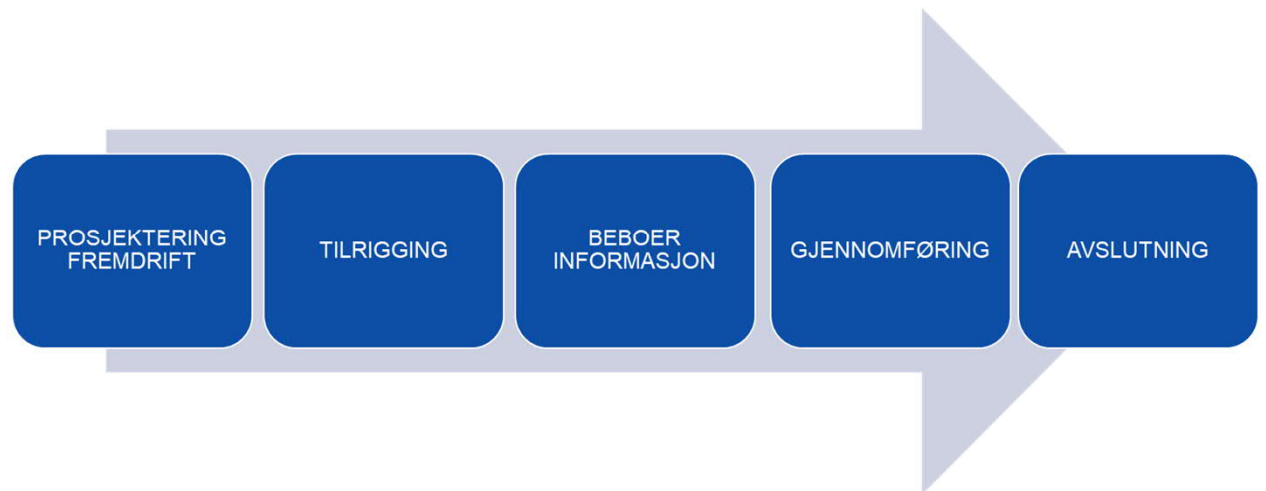 PROSJEKTERING
FREMDRIFT
TILRIGGING
BEBOER
INFORMASJON
GJENNOMFØRING
AVSLUTNING